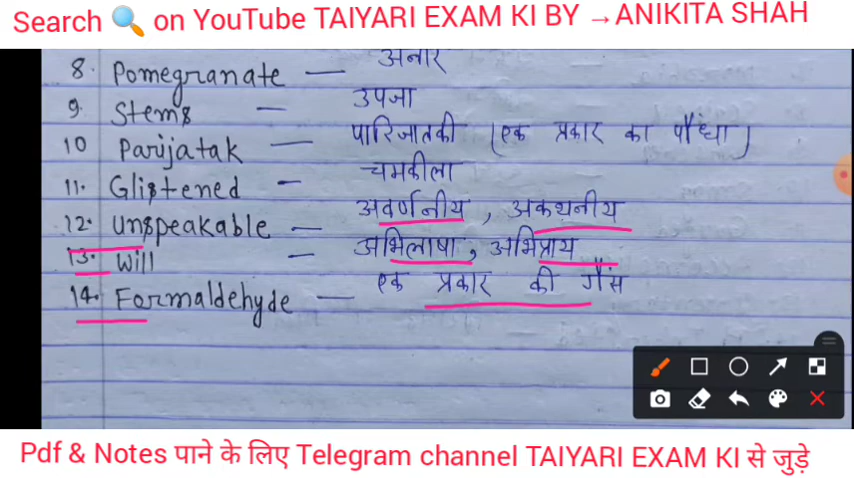 Search 🔍 on YouTube TAIYARI EXAM KI BY →ANIKITA SHAH
8. Pomegranate — अनार
9. Stems — उपजा
10 Parijatak — पारिजातकी (एक प्रकार का पौधा)
11. Glistened - चमकीला
12. Unspeakable — अवर्णनीय, अकथनीय
13. Will - अभिलाषा, अभिप्राय
14. Formaldehyde — एक प्रकार की गैस
Pdf & Notes पाने के लिए Telegram channel TAIYARI EXAM KI से जुड़े